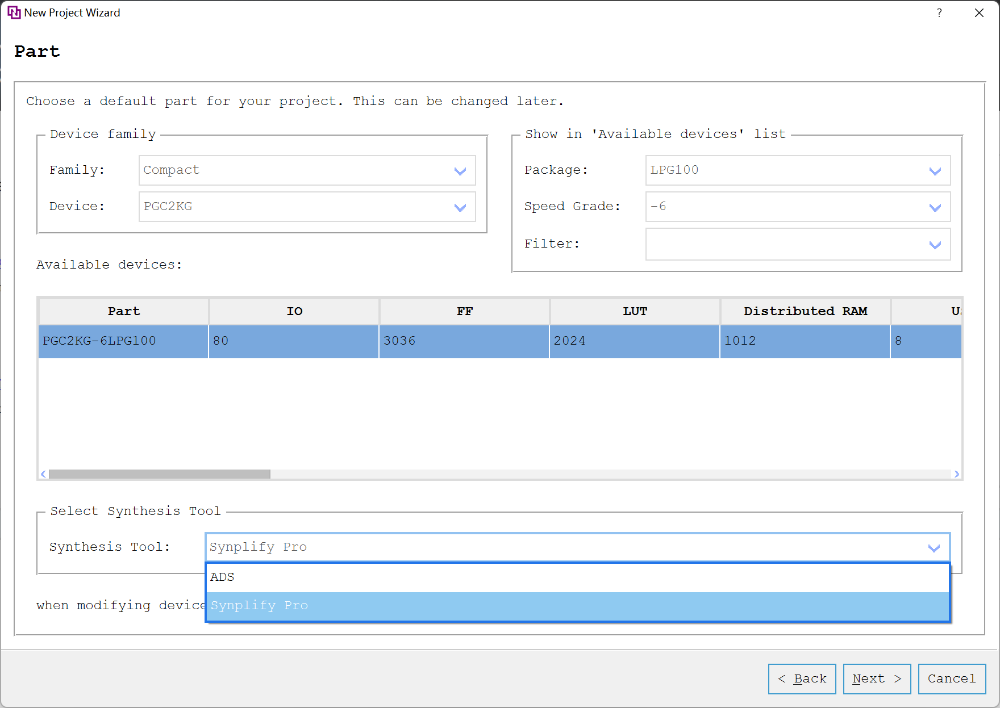 New Project Wizard
?
Part
Choose a default part for your project. This can be changed later.
Device family
Family: Compact
Device: PGC2KG
Show in 'Available devices' list
Package: LPG100
Speed Grade: -6
Filter:
Available devices:
Part IO FF LUT Distributed RAM
PGC2KG-6LPG100 80 3036 2024 1012 8
Select Synthesis Tool
Synthesis Tool: Synplify Pro
ADS
when modifying device
Synplify Pro
< Back Next > Cancel